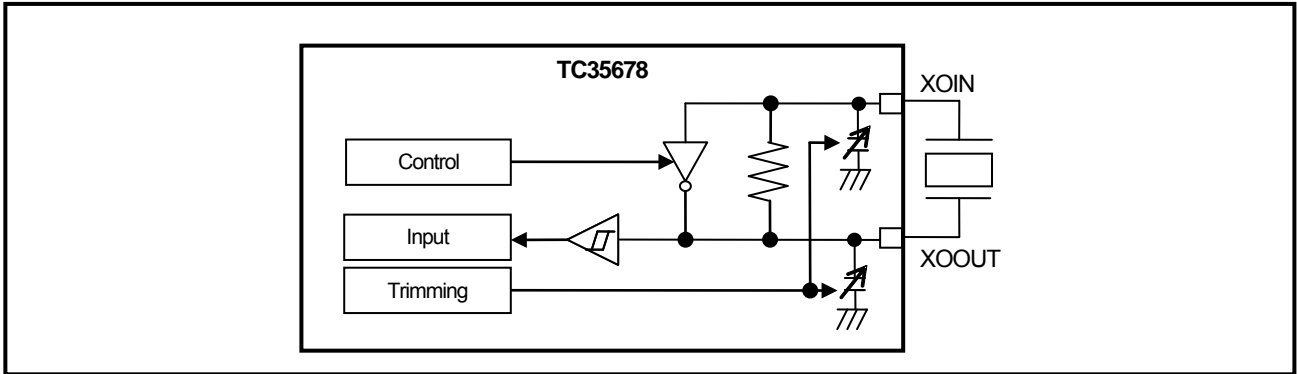 TC35678
XOIN
Control
Input
XOOUT
Trimming